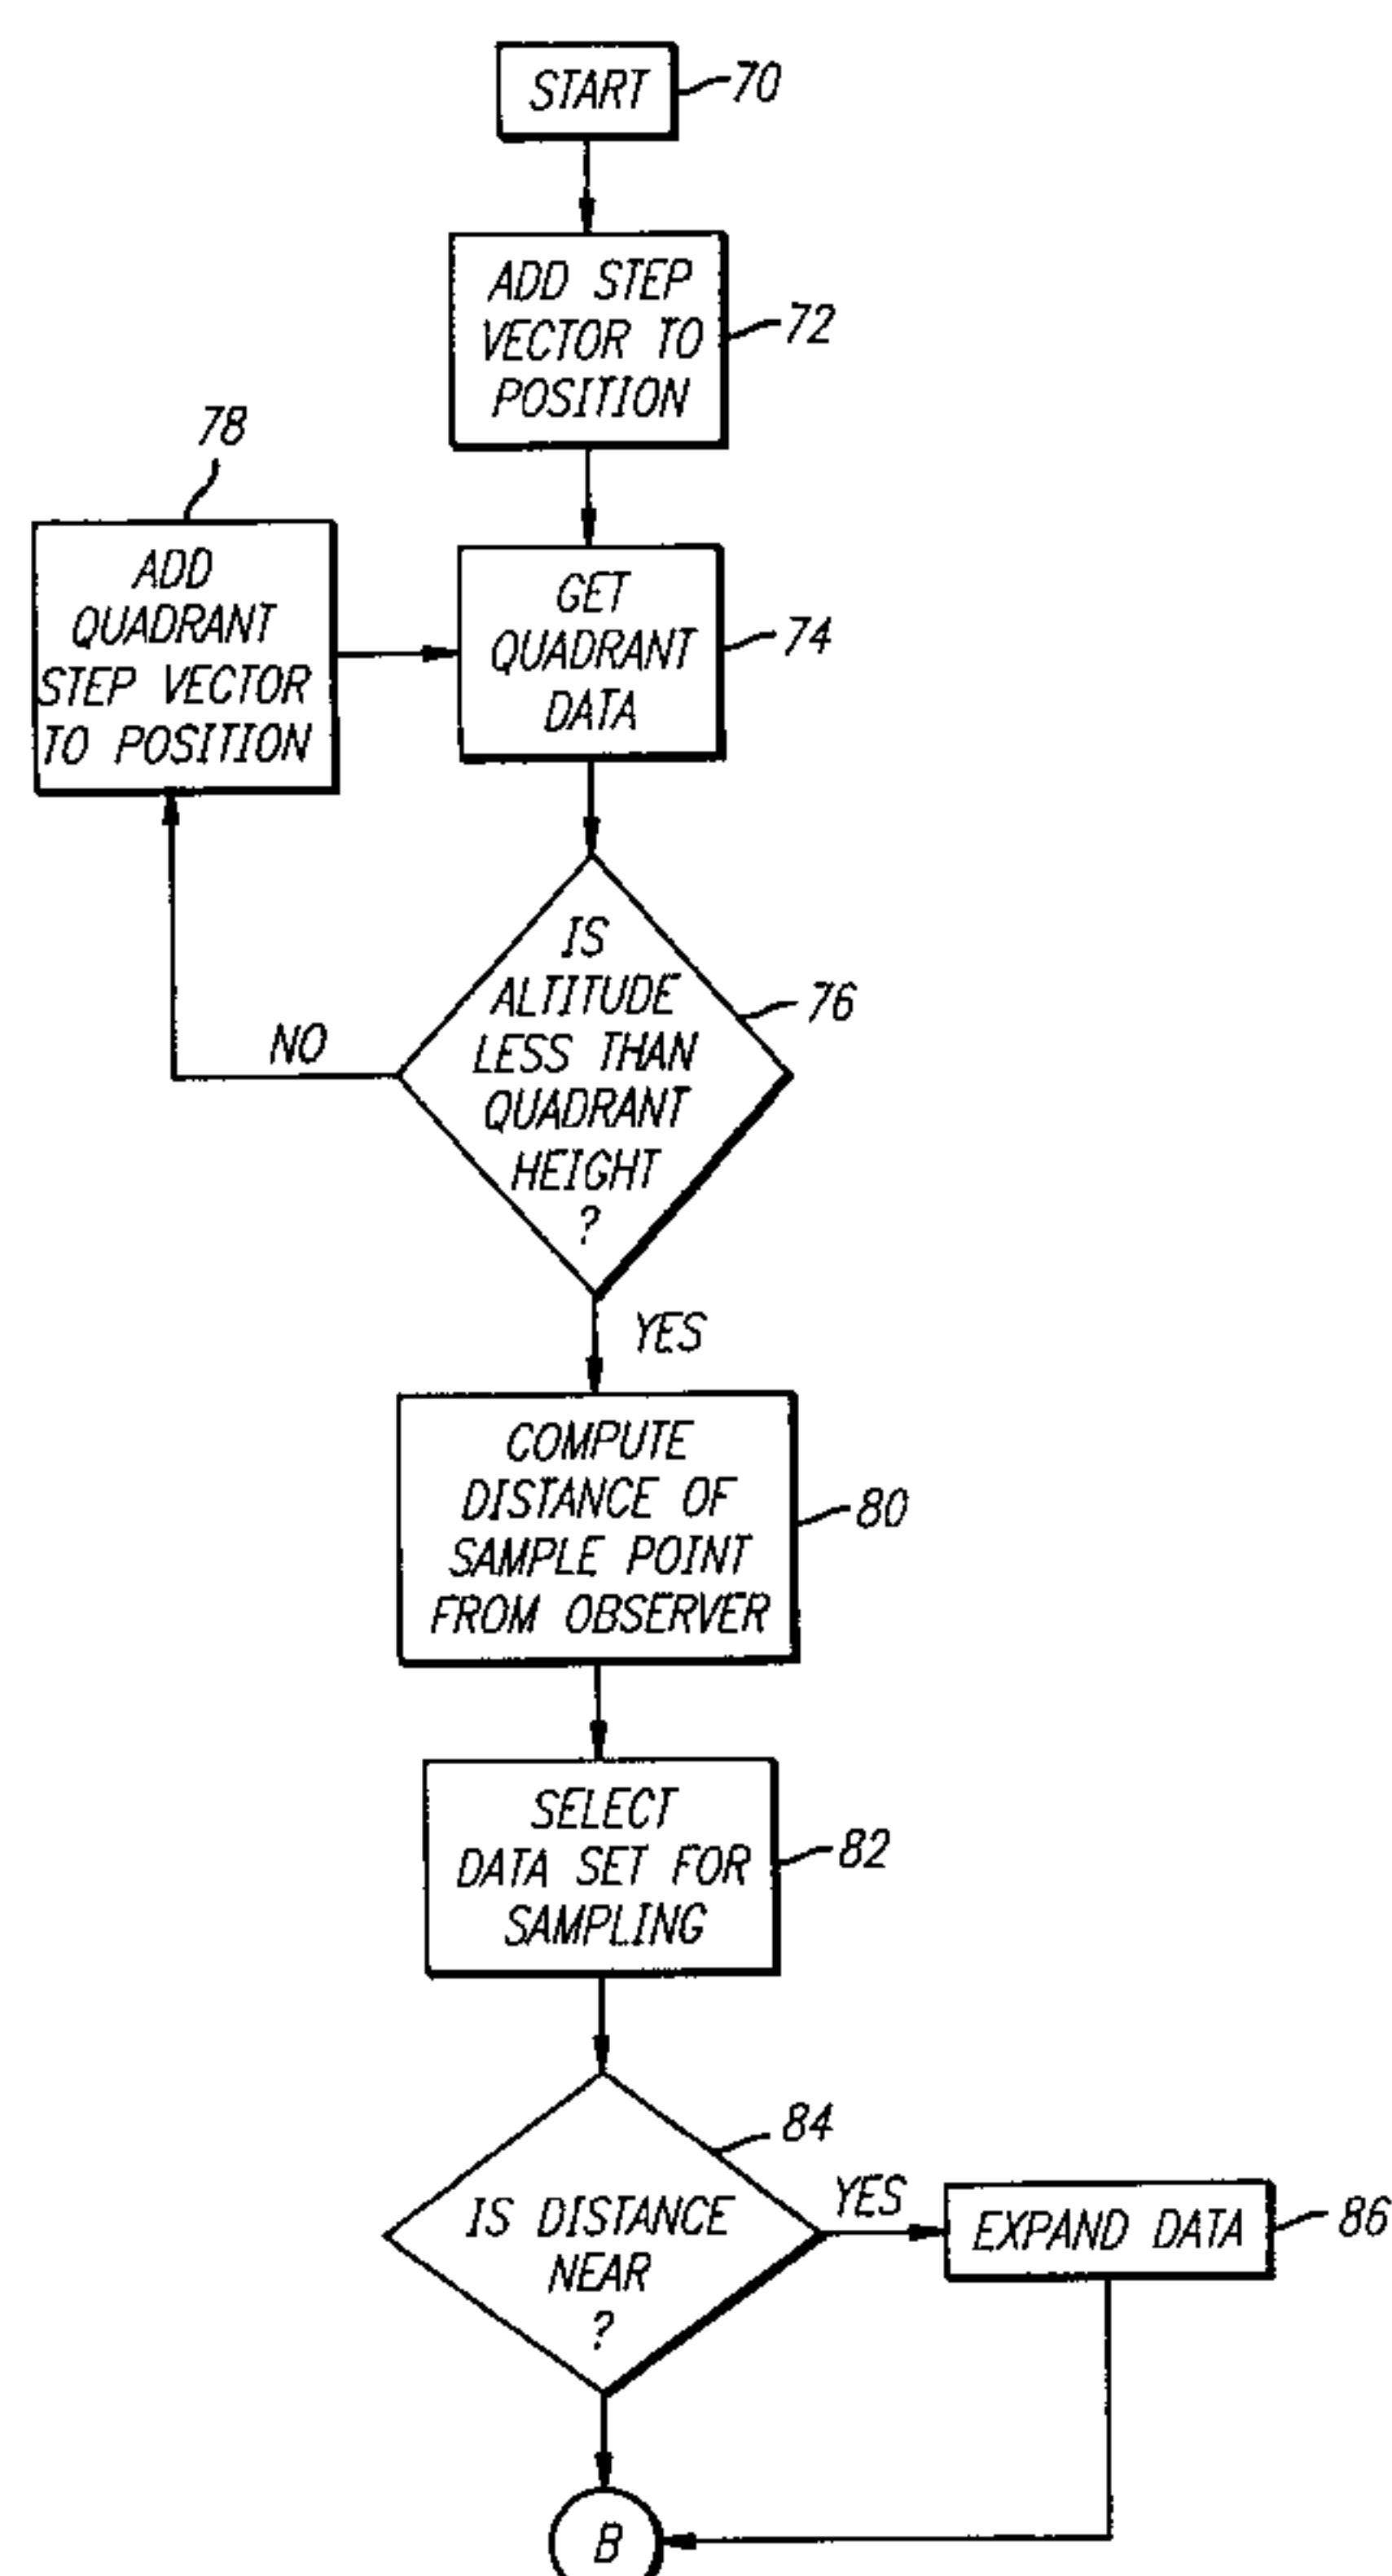 START
70
ADD STEP
VECTOR TO
POSITION
72
78
ADD
QUADRANT
STEP VECTOR
TO POSITION
GET
QUADRANT
DATA
74
IS
ALTITUDE
LESS THAN
QUADRANT
HEIGHT
?
76
NO
YES
COMPUTE
DISTANCE OF
SAMPLE POINT
FROM OBSERVER
80
SELECT
DATA SET FOR
SAMPLING
82
84
IS DISTANCE
NEAR
?
YES
EXPAND DATA
86
B